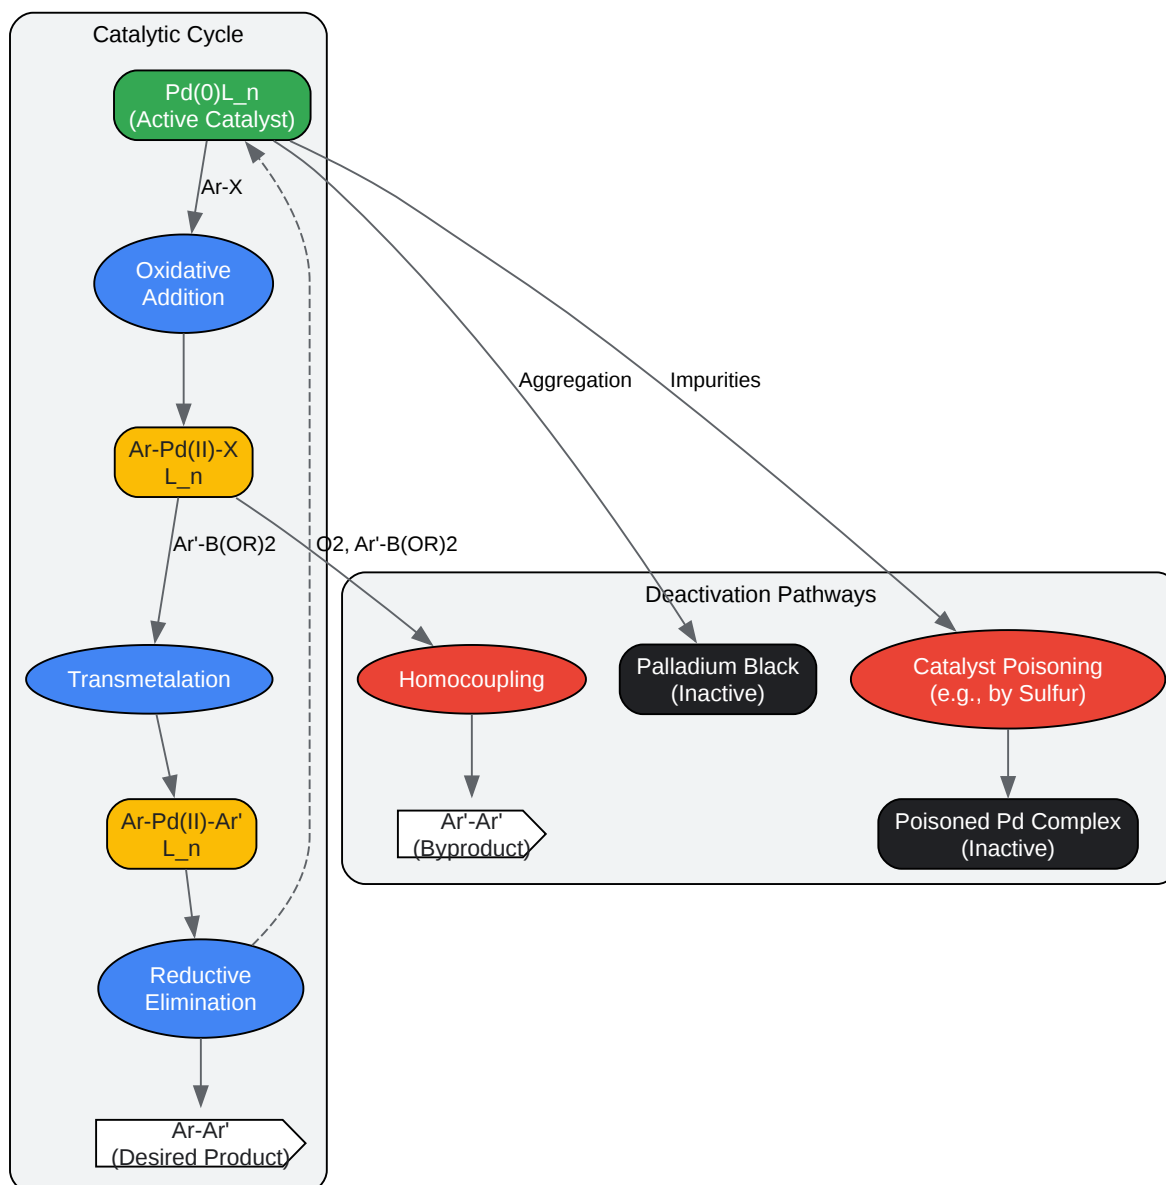 Catalytic Cycle
Pd(0)L_n
(Active Catalyst)
Ar-X
Oxidative
Addition
Aggregation
Impurities
Ar-Pd(II)-X
L_n
Ar'-B(OR)2
O2, Ar'-B(OR)2
Deactivation Pathways
Transmetalation
Homocoupling
Palladium Black
(Inactive)
Catalyst Poisoning
(e.g., by Sulfur)
Ar-Pd(II)-Ar'
L_n
Ar'-Ar'
(Byproduct)
Poisoned Pd Complex
(Inactive)
Reductive
Elimination
Ar-Ar'
(Desired Product)